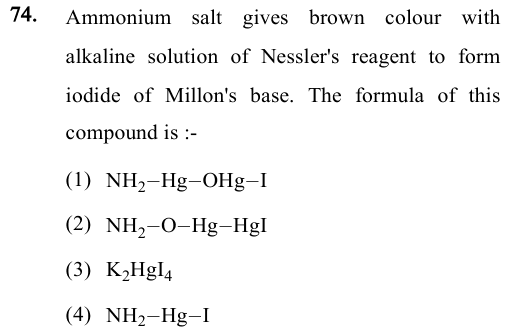 74. Ammonium salt gives brown colour with
alkaline solution of Nessler's reagent to form
iodide of Millon's base. The formula of this
compound is :-
(1) NH₂–Hg–OHg–I
(2) NH₂–O–Hg–HgI
(3) K₂HgI₄
(4) NH₂–Hg–I